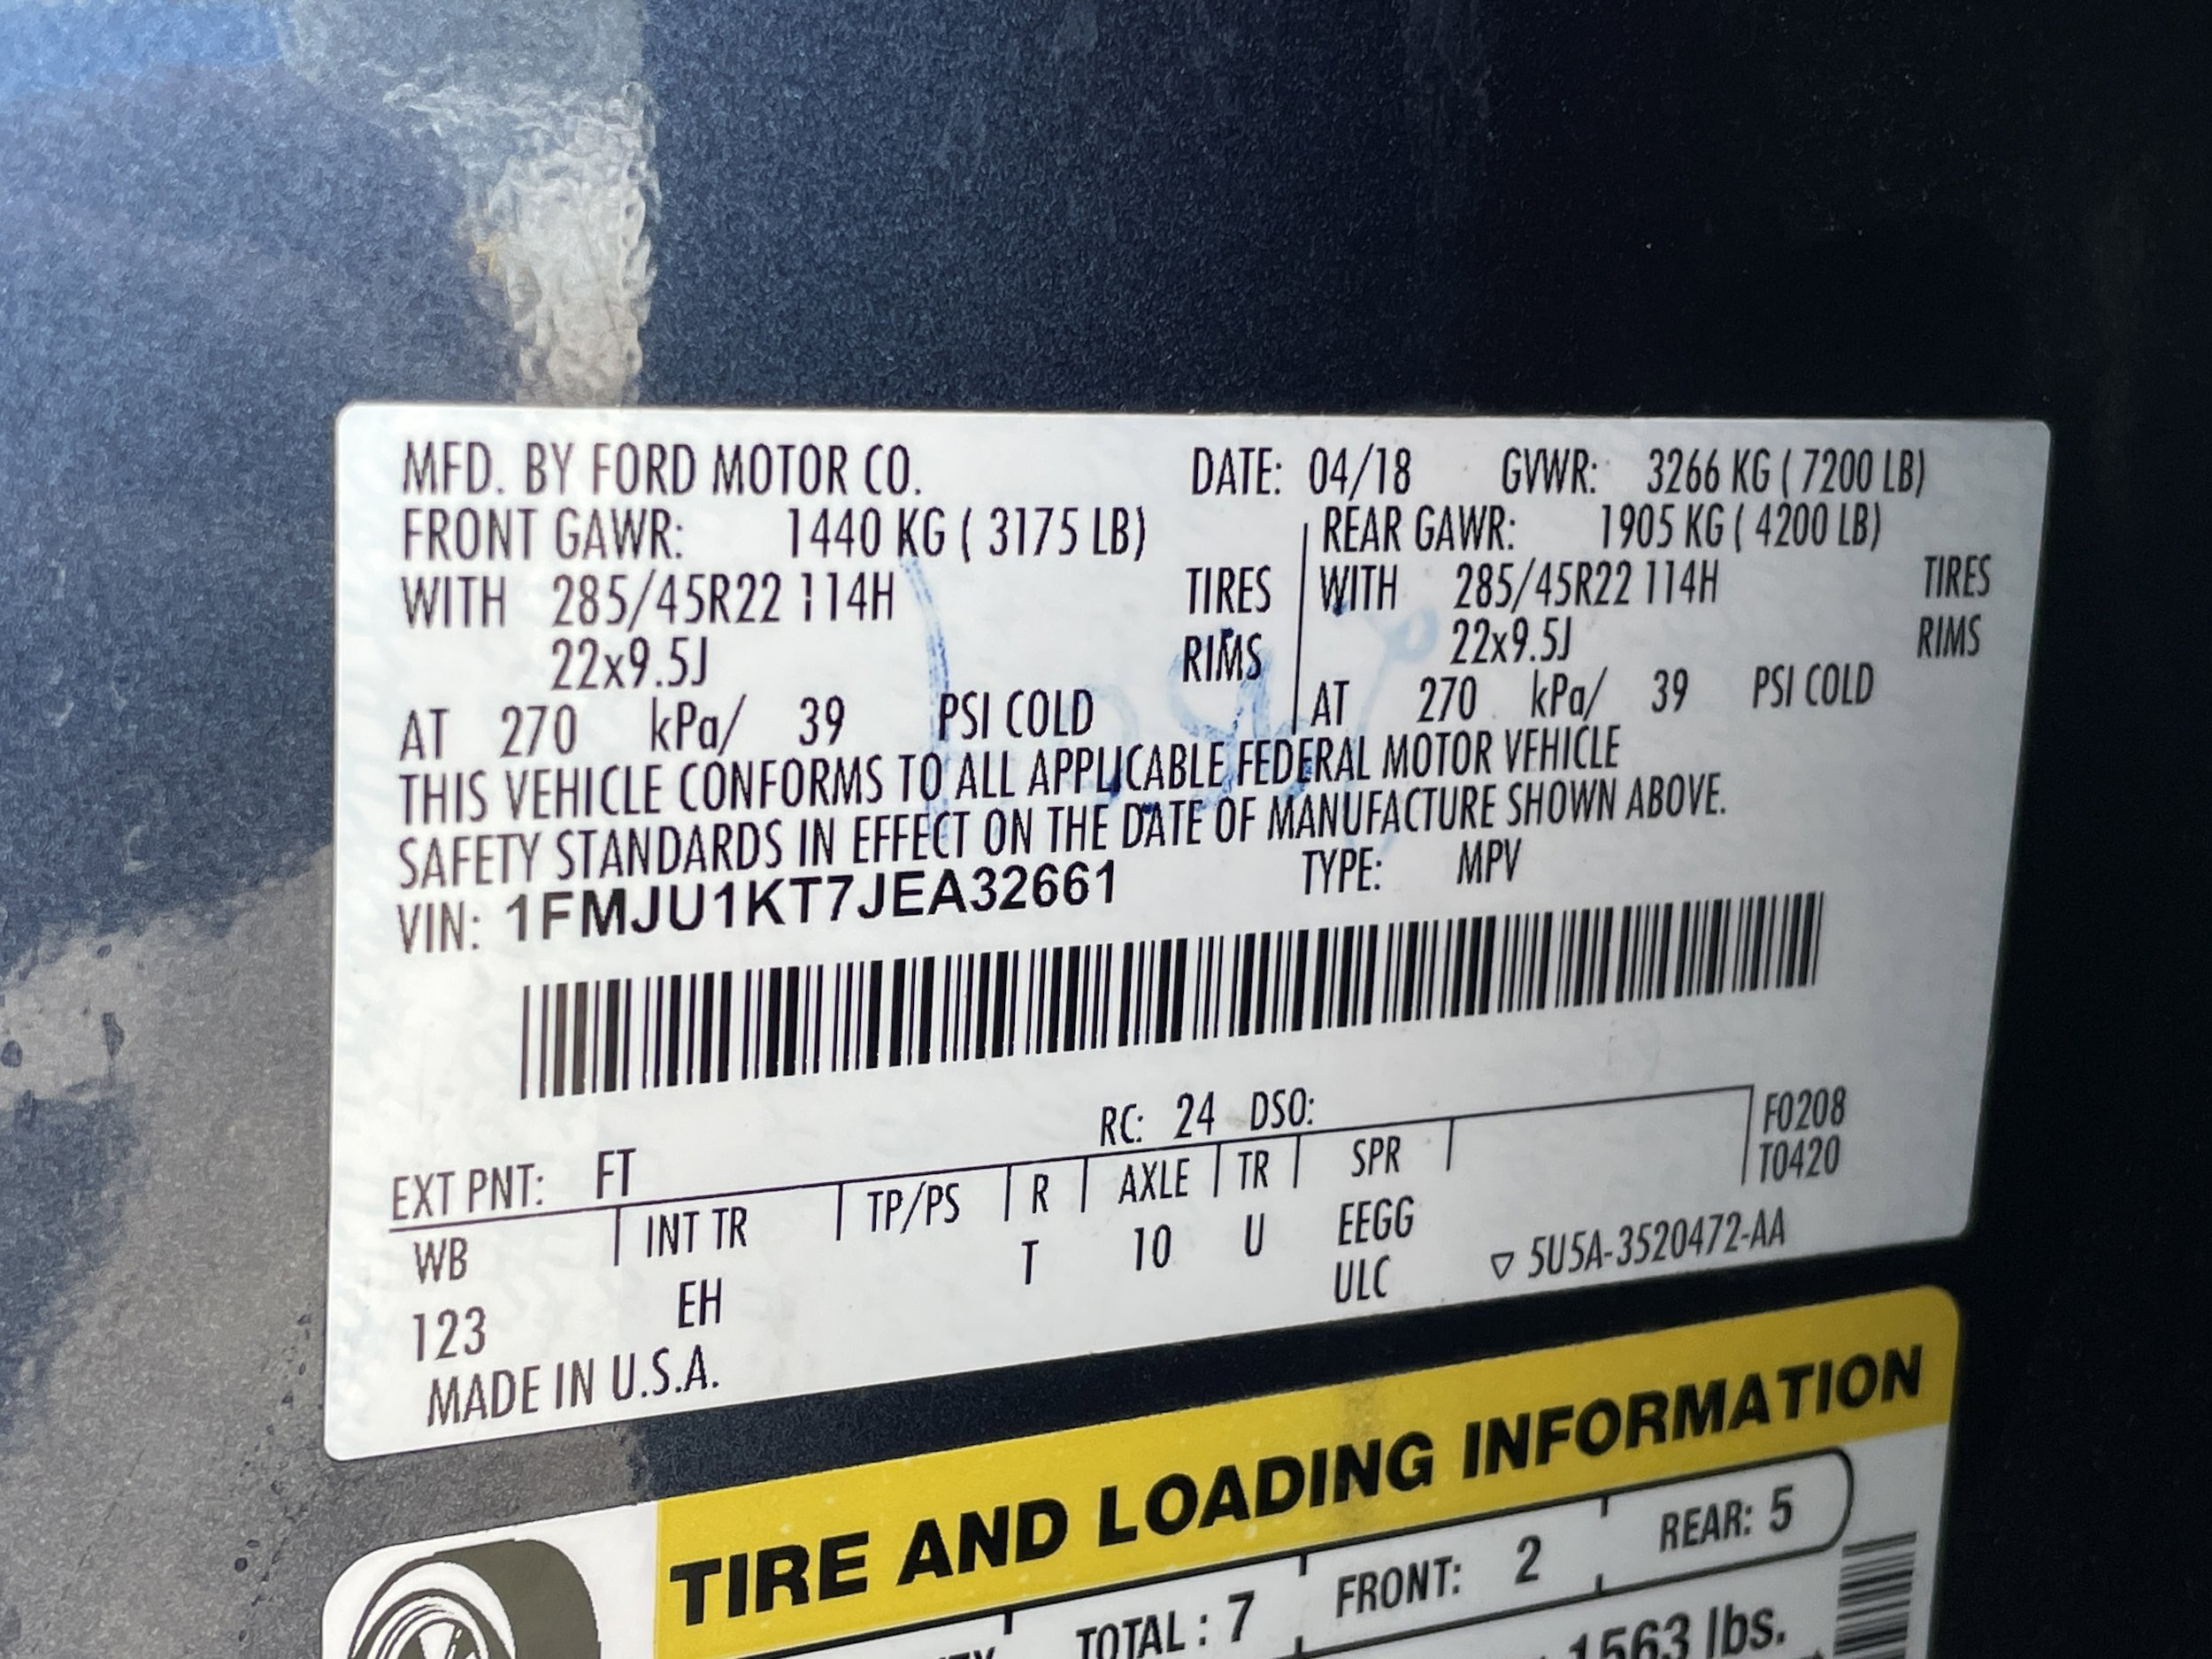 MFD. BY FORD MOTOR CO. DATE: 04/18 GVWR: 3266 KG ( 7200 LB)
FRONT GAWR: 1440 KG ( 3175 LB) REAR GAWR: 1905 KG ( 4200 LB)
WITH 285/45R22 114H TIRES WITH 285/45R22 114H TIRES
22x9.5J RIMS 22x9.5J RIMS
AT 270 kPa/ 39 PSI COLD AT 270 kPa/ 39 PSI COLD
THIS VEHICLE CONFORMS TO ALL APPLICABLE FEDERAL MOTOR VEHICLE
SAFETY STANDARDS IN EFFECT ON THE DATE OF MANUFACTURE SHOWN ABOVE.
VIN: 1FMJU1KT7JEA32661 TYPE: MPV
EXT PNT: FT RC: 24 DSO: F0208
WB INT TR TP/PS R AXLE TR SPR T0420
123 EH T 10 U EEGG
ULC ▽ 5U5A-3520472-AA
MADE IN U.S.A.
TIRE AND LOADING INFORMATION
TOTAL : 7 FRONT: 2 REAR: 5
1563 lbs.